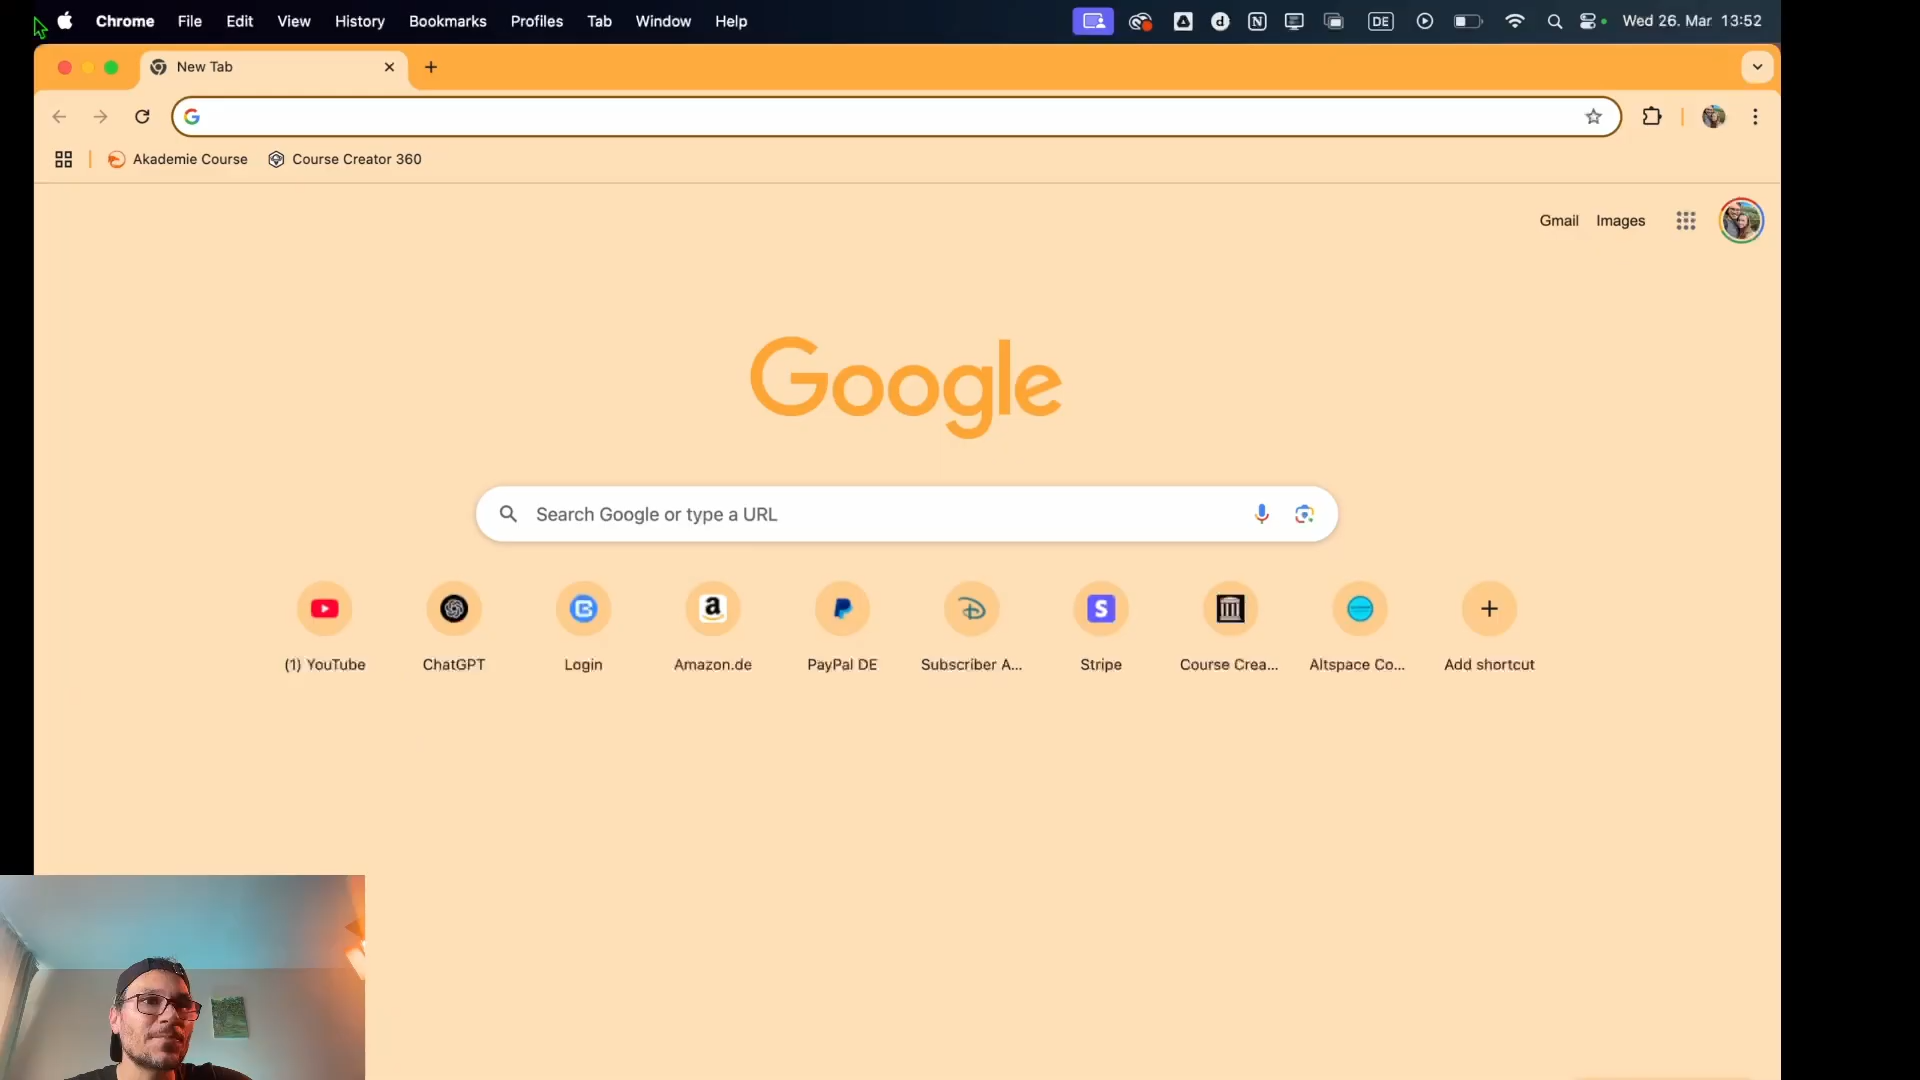 Chrome File Edit View History Bookmarks Profiles Tab Window Help DE Wed 26. Mar 13:52
New Tab
Akademie Course Course Creator 360
Gmail Images
Google
Search Google or type a URL
(1) YouTube ChatGPT Login Amazon.de PayPal DE Subscriber A... Stripe Course Crea... Altspace Co... Add shortcut